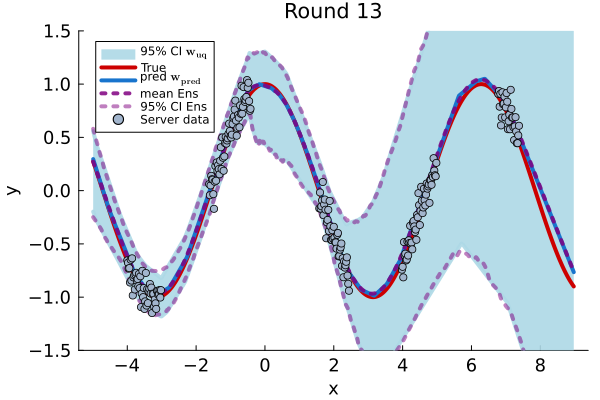 Round 13
1.5
1.0
0.5
0.0
−0.5
−1.0
−1.5
y
−4 −2 0 2 4 6 8
x
95% CI w_uq
True
pred w_pred
mean Ens
95% CI Ens
Server data